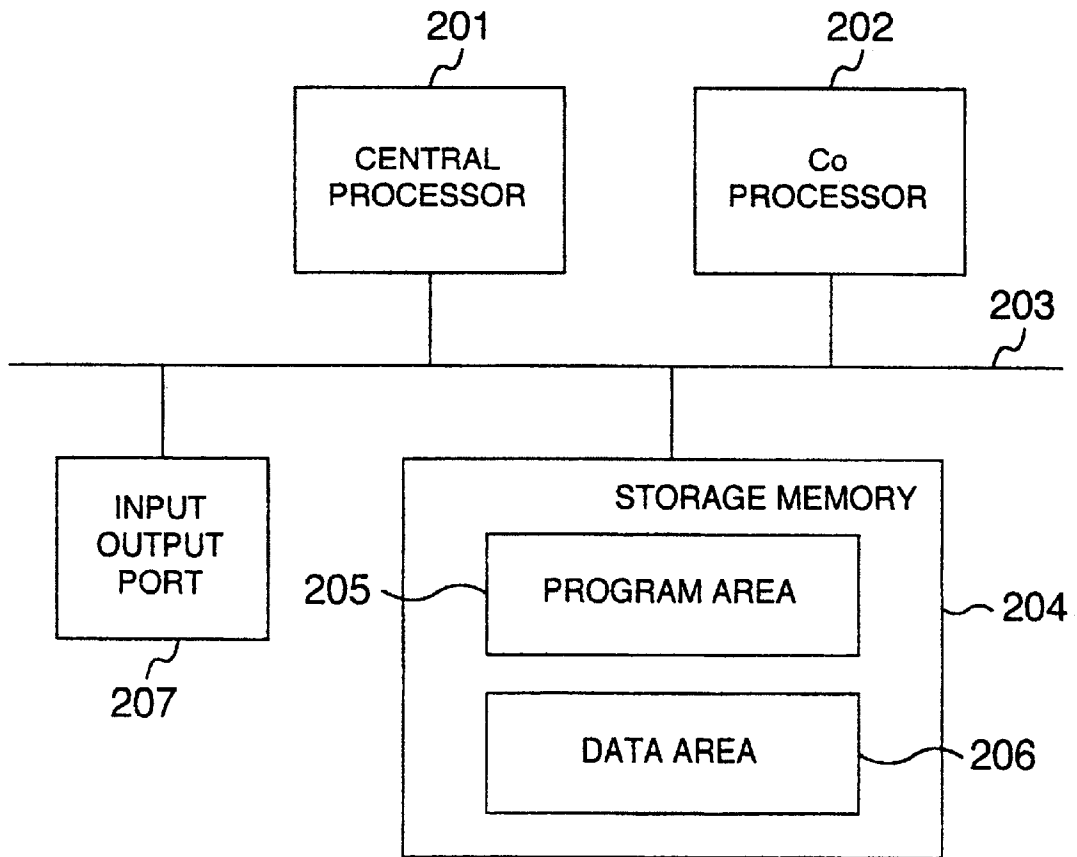 201
202
CENTRAL
PROCESSOR
Co
PROCESSOR
203
INPUT
OUTPUT
PORT
207
STORAGE MEMORY
205
PROGRAM AREA
204
DATA AREA
206